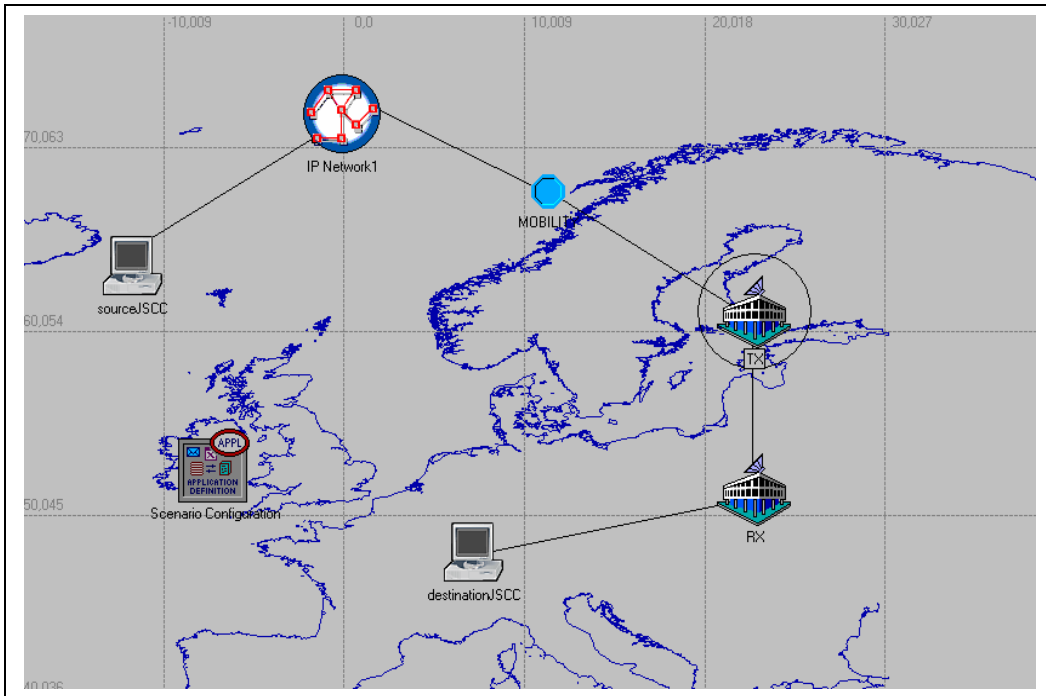 -10,009 0,0 10,009 20,018 30,027
70,063
IP Network1
MOBILIT
sourceJSCC
60,054
TX
APPL
APPLICATION
DEFINITION
Scenario Configuration
50,045
RX
destinationJSCC
40,036